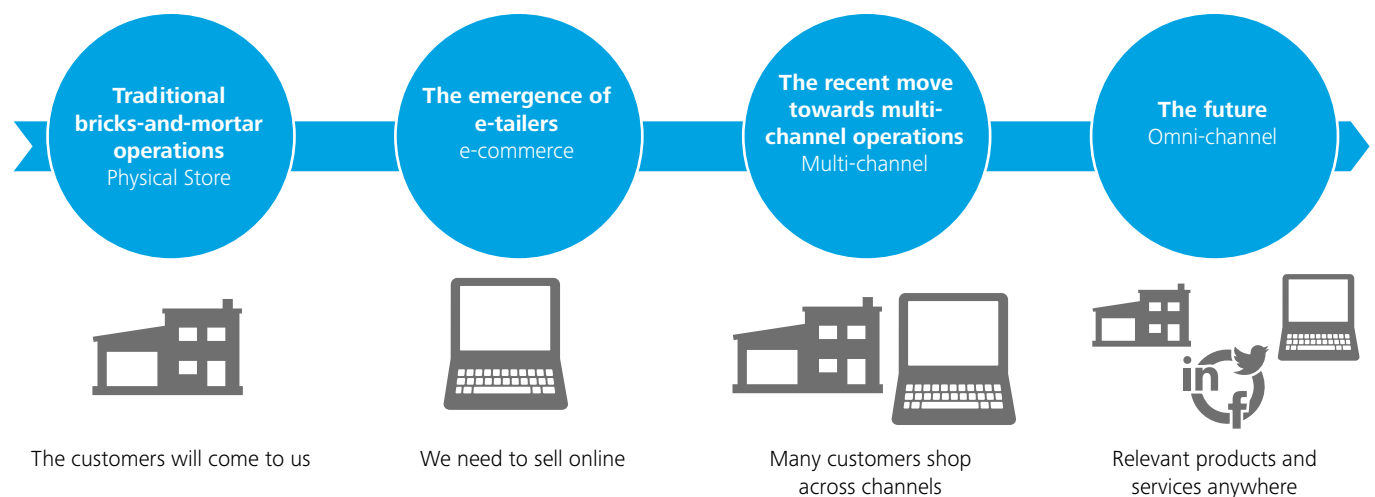 Traditional
bricks-and-mortar
operations
Physical Store
The emergence of
e-tailers
e-commerce
The recent move
towards multi-
channel operations
Multi-channel
The future
Omni-channel
in
f
The customers will come to us
We need to sell online
Many customers shop
across channels
Relevant products and
services anywhere